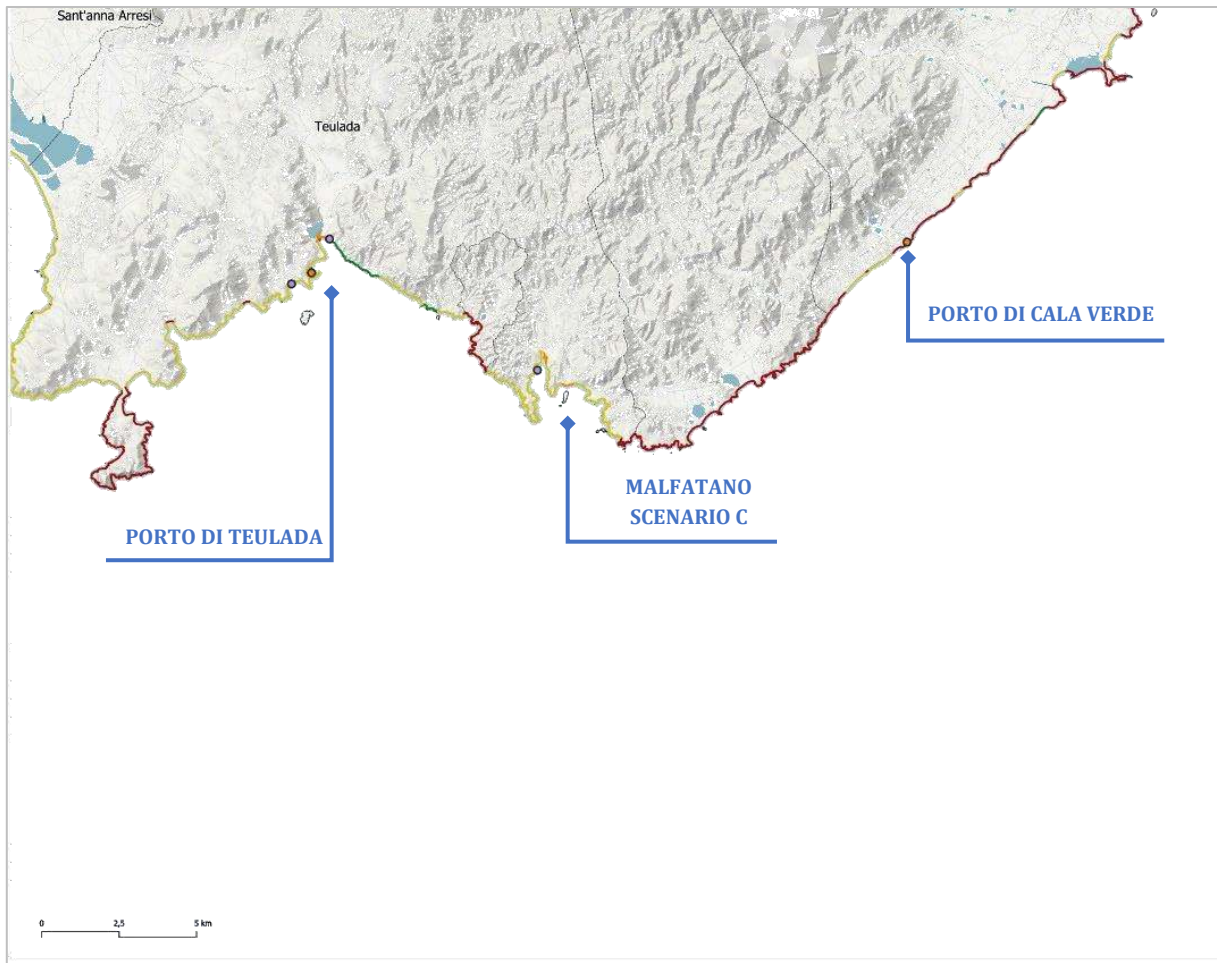 Sant'anna Arresi
Teulada
PORTO DI CALA VERDE
MALFATANO
SCENARIO C
PORTO DI TEULADA
0 2,5 5 km